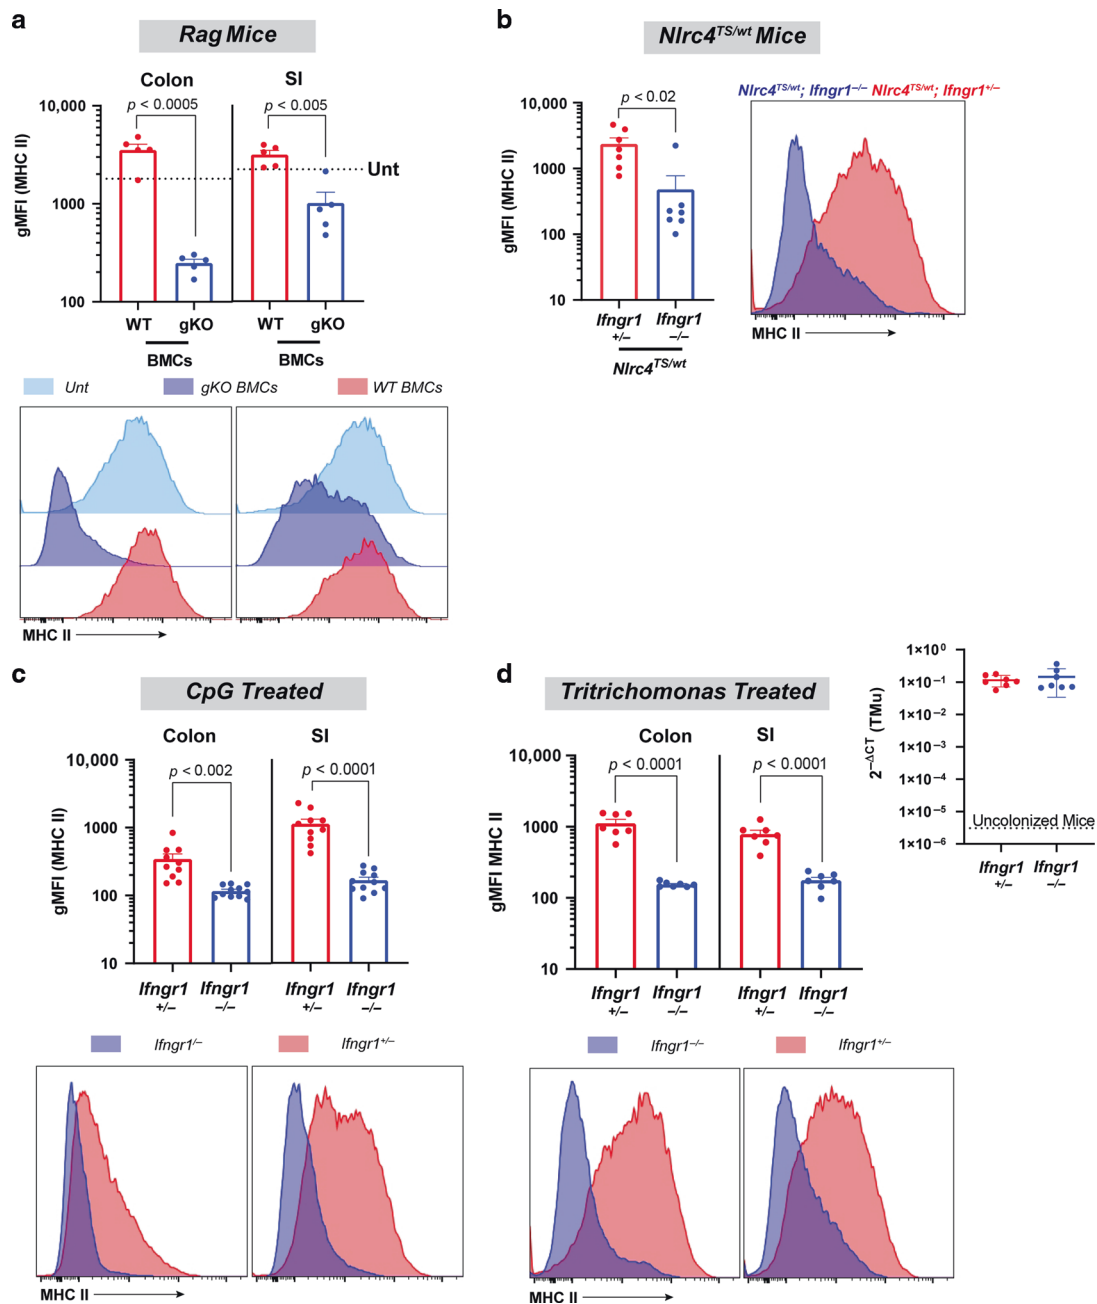 a
Rag Mice
Colon
SI
p < 0.0005
p < 0.005
gMFI (MHC II)
10,000
1000
100
Unt
WT gKO WT gKO
BMCs BMCs
Unt gKO BMCs WT BMCs
MHC II
b
Nlrc4TS/wt Mice
p < 0.02
gMFI (MHC II)
10,000
1000
100
10
Ifngr1 +/–
Ifngr1 –/–
Nlrc4TS/wt
Nlrc4TS/wt; Ifngr1–/– Nlrc4TS/wt; Ifngr1+/–
MHC II
c
CpG Treated
Colon
SI
p < 0.002
p < 0.0001
gMFI (MHC II)
10,000
1000
100
10
Ifngr1 +/–
Ifngr1 –/–
Ifngr1 +/–
Ifngr1 –/–
Ifngr1/– Ifngr1+/–
MHC II
d
Tritrichomonas Treated
Colon
SI
p < 0.0001
p < 0.0001
gMFI MHC II
10,000
1000
100
10
Ifngr1 +/–
Ifngr1 –/–
Ifngr1 +/–
Ifngr1 –/–
Ifngr1–/– Ifngr1+/–
MHC II
2–ΔCT (TMu)
1×100
1×10–1
1×10–2
1×10–3
1×10–4
1×10–5
1×10–6
Uncolonized Mice
Ifngr1 +/–
Ifngr1 –/–